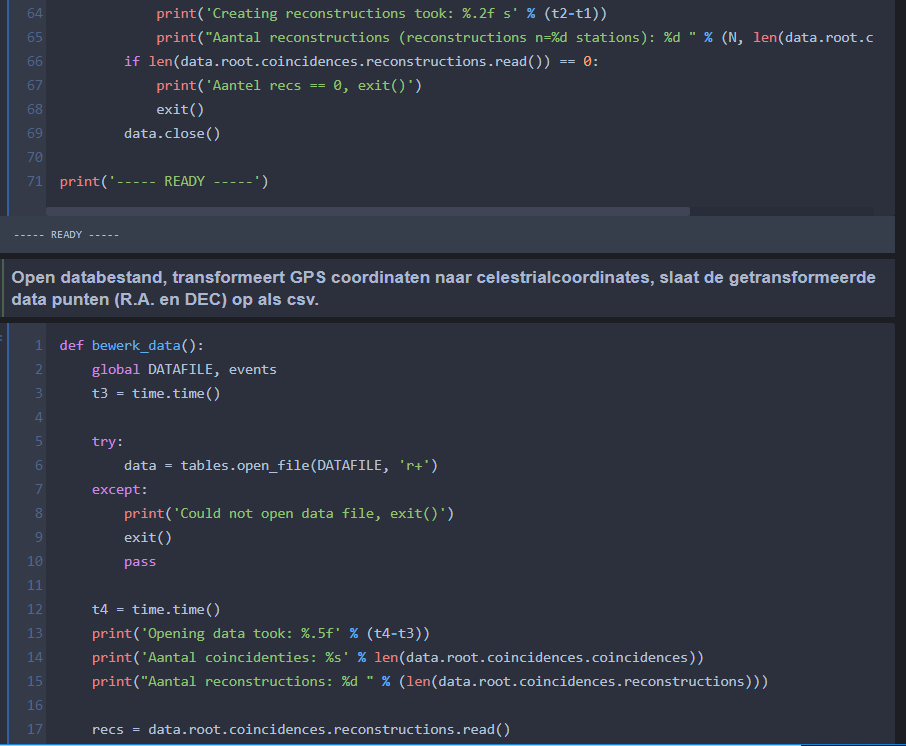 64 print('Creating reconstructions took: %.2f s' % (t2-t1))
65 print("Aantal reconstructions (reconstructions n=%d stations): %d " % (N, len(data.root.c
66 if len(data.root.coincidences.reconstructions.read()) == 0:
67 print('Aantel recs == 0, exit()')
68 exit()
69 data.close()
70
71 print('----- READY -----')
----- READY -----
Open databestand, transformeert GPS coordinaten naar celestrialcoordinates, slaat de getransformeerde
data punten (R.A. en DEC) op als csv.
1 def bewerk_data():
2 global DATAFILE, events
3 t3 = time.time()
4
5 try:
6 data = tables.open_file(DATAFILE, 'r+')
7 except:
8 print('Could not open data file, exit()')
9 exit()
10 pass
11
12 t4 = time.time()
13 print('Opening data took: %.5f' % (t4-t3))
14 print('Aantal coincidenties: %s' % len(data.root.coincidences.coincidences))
15 print("Aantal reconstructions: %d " % (len(data.root.coincidences.reconstructions)))
16
17 recs = data.root.coincidences.reconstructions.read()